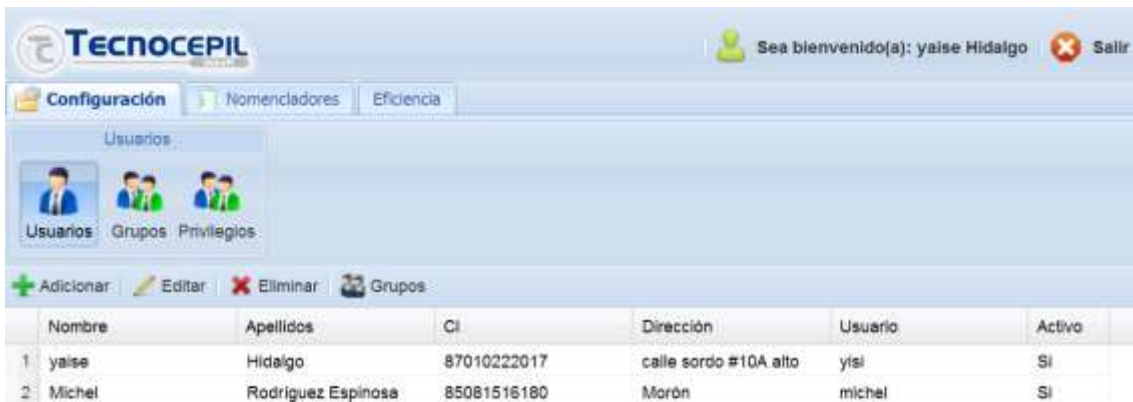 TECNOCEPIL
Sea bienvenido(a): yaise Hidalgo Salir
Configuración Nomencladores Eficiencia
Usuarios
Usuarios Grupos Privilegios
Adicionar Editar Eliminar Grupos
Nombre Apellidos CI Dirección Usuario Activo
1 yaise Hidalgo 87010222017 calle sordo #10A alto yisi Si
2 Michel Rodríguez Espinosa 85081516180 Morón michel Si